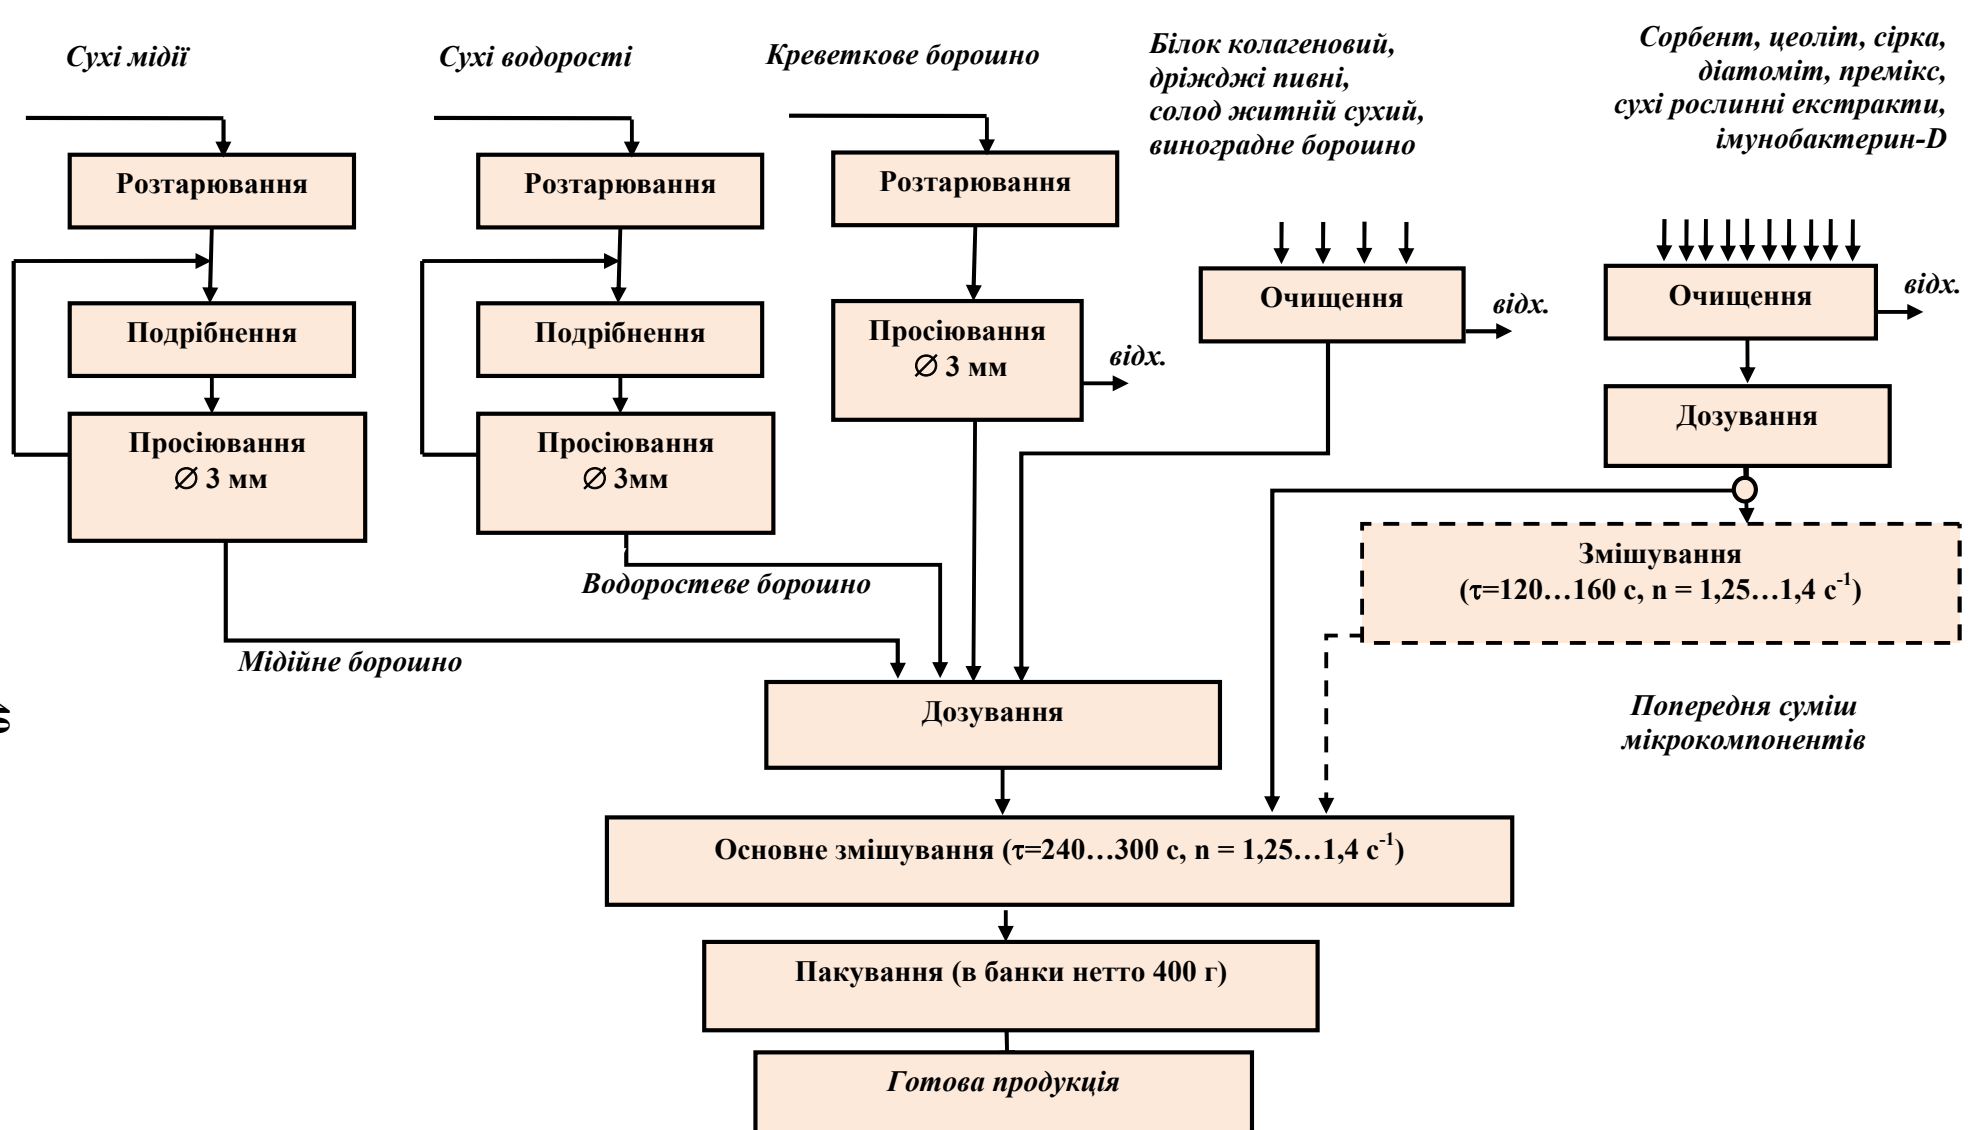 Сухі мідії
Сухі водорості
Креветкове борошно
Білок колагеновий,
дріжджі пивні,
солод житній сухий,
виноградне борошно
Сорбент, цеоліт, сірка,
діатоміт, премікс,
сухі рослинні екстракти,
імунобактерин-D
Розтарювання
Розтарювання
Розтарювання
Подрібнення
Подрібнення
Просіювання
∅ 3 мм
відх.
Очищення
відх.
Очищення
відх.
Просіювання
∅ 3 мм
Просіювання
∅ 3мм
Дозування
Змішування
(τ=120…160 с, n = 1,25…1,4 с⁻¹)
Водоростеве борошно
Мідійне борошно
Попередня суміш
мікрокомпонентів
Дозування
Основне змішування (τ=240…300 с, n = 1,25…1,4 с⁻¹)
Пакування (в банки нетто 400 г)
Готова продукція